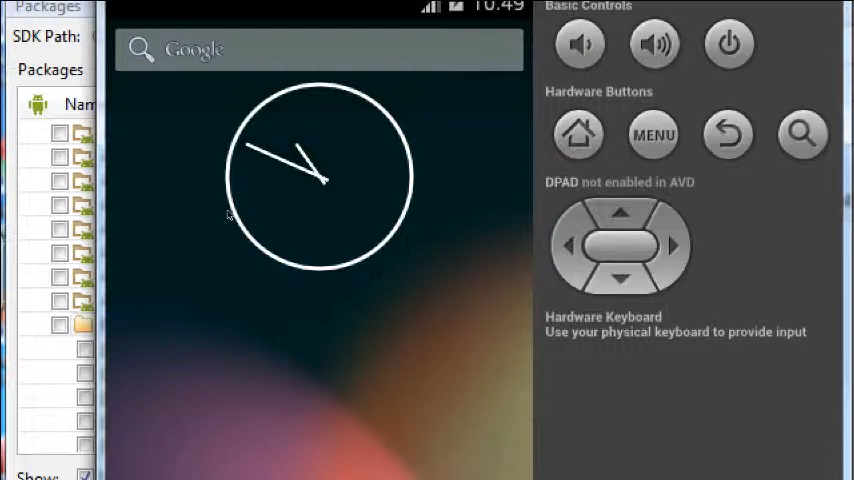 Packages
SDK Path:
Packages
Nam
Show:
10:49
Google
Basic Controls
Hardware Buttons
MENU
DPAD not enabled in AVD
Hardware Keyboard
Use your physical keyboard to provide input